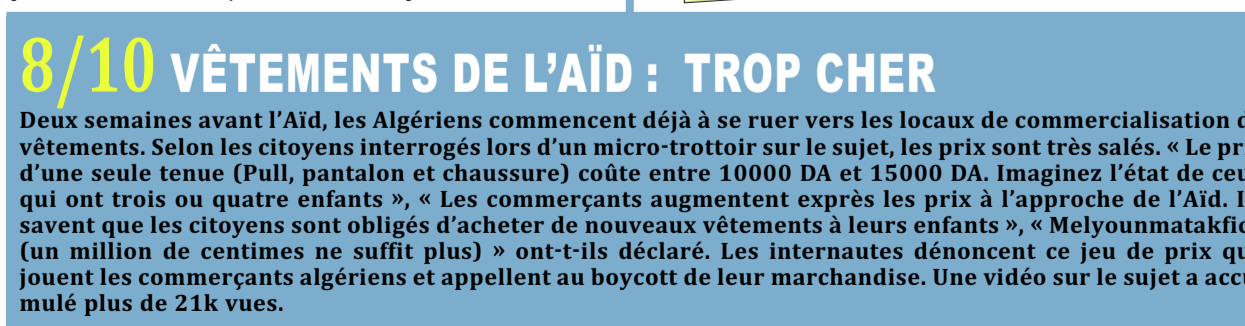 8/10 VÊTEMENTS DE L'AÏD : TROP CHER
Deux semaines avant l'Aïd, les Algériens commencent déjà à se ruer vers les locaux de commercialisation d
vêtements. Selon les citoyens interrogés lors d'un micro-trottoir sur le sujet, les prix sont très salés. « Le pr
d'une seule tenue (Pull, pantalon et chaussure) coûte entre 10000 DA et 15000 DA. Imaginez l'état de ceu
qui ont trois ou quatre enfants », « Les commerçants augmentent exprès les prix à l'approche de l'Aïd. I
savent que les citoyens sont obligés d'acheter de nouveaux vêtements à leurs enfants », « Melyounmatakfic
(un million de centimes ne suffit plus) » ont-t-ils déclaré. Les internautes dénoncent ce jeu de prix qu
jouent les commerçants algériens et appellent au boycott de leur marchandise. Une vidéo sur le sujet a accu
mulé plus de 21k vues.